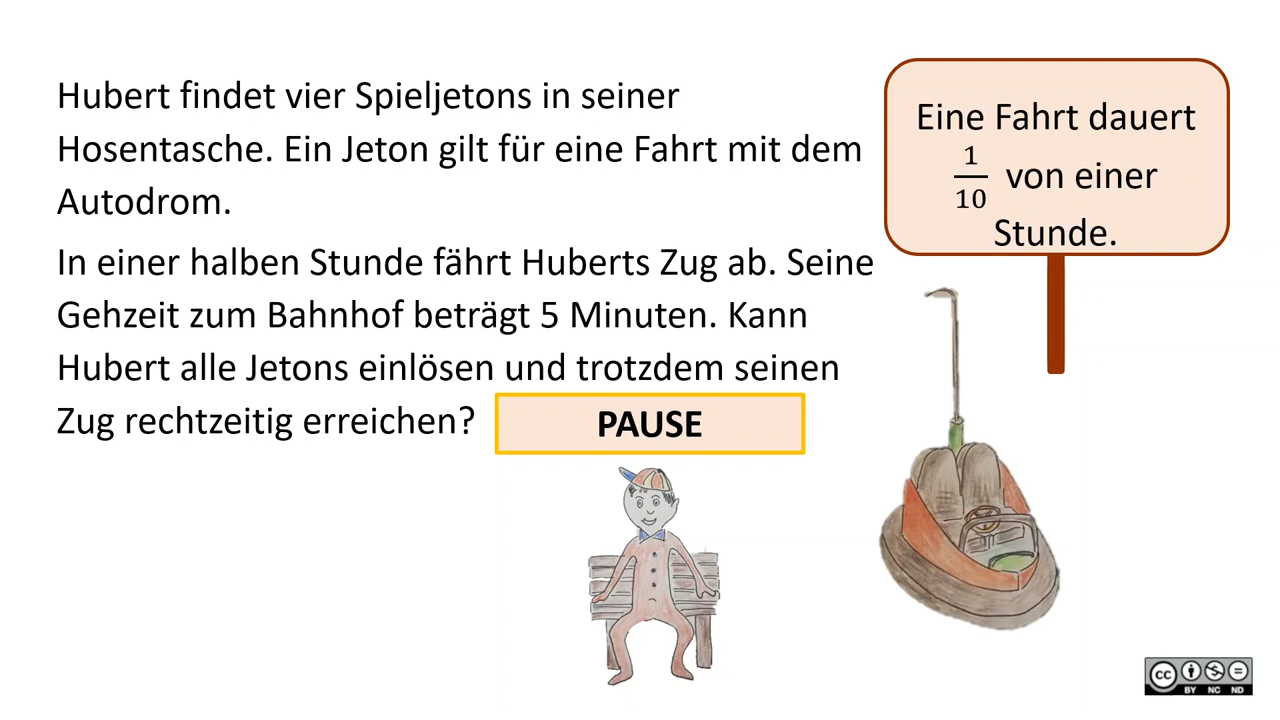 Hubert findet vier Spieljetons in seiner
Hosentasche. Ein Jeton gilt für eine Fahrt mit dem
Autodrom.
In einer halben Stunde fährt Huberts Zug ab. Seine
Gehzeit zum Bahnhof beträgt 5 Minuten. Kann
Hubert alle Jetons einlösen und trotzdem seinen
Zug rechtzeitig erreichen?
PAUSE
Eine Fahrt dauert
1/10 von einer
Stunde.
cc
BY NC ND